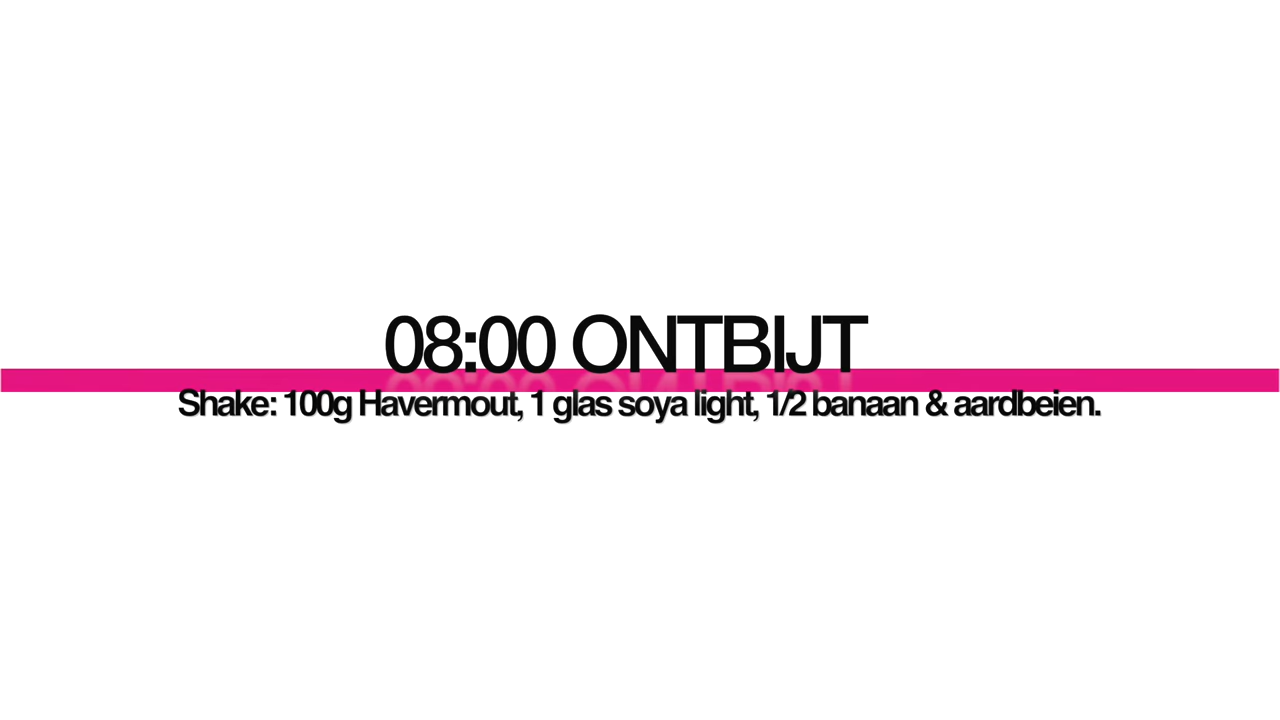 08:00 ONTBIJT
Shake: 100g Havermout, 1 glas soya light, 1/2 banaan & aardbeien.